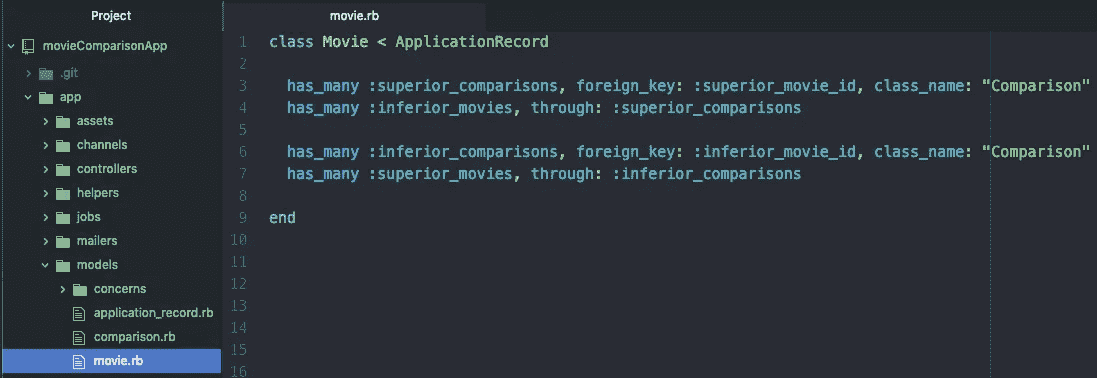 Project
movie.rb
movieComparisonApp
.git
app
assets
channels
controllers
helpers
jobs
mailers
models
concerns
application_record.rb
comparison.rb
movie.rb
1 class Movie < ApplicationRecord
2
3 has_many :superior_comparisons, foreign_key: :superior_movie_id, class_name: "Comparison"
4 has_many :inferior_movies, through: :superior_comparisons
5
6 has_many :inferior_comparisons, foreign_key: :inferior_movie_id, class_name: "Comparison"
7 has_many :superior_movies, through: :inferior_comparisons
8
9 end
10
11
12
13
14
15
16